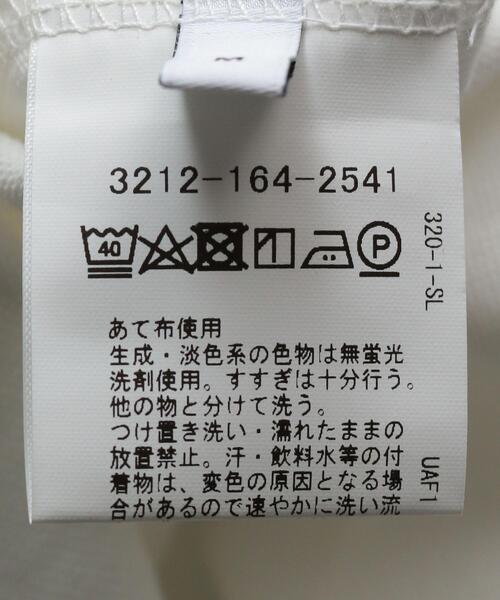 M
3212-164-2541
40
P
320-1-SL
あて布使用
生成・淡色系の色物は無蛍光
洗剤使用。すすぎは十分行う。
他の物と分けて洗う。
つけ置き洗い・濡れたままの
放置禁止。汗・飲料水等の付
着物は、変色の原因となる場
合があるので速やかに洗い流
UAF1